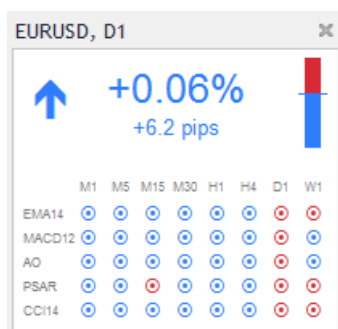 EURUSD, D1
+0.06%
+6.2 pips
M1 M5 M15 M30 H1 H4 D1 W1
EMA14
MACD12
AO
PSAR
CCI14